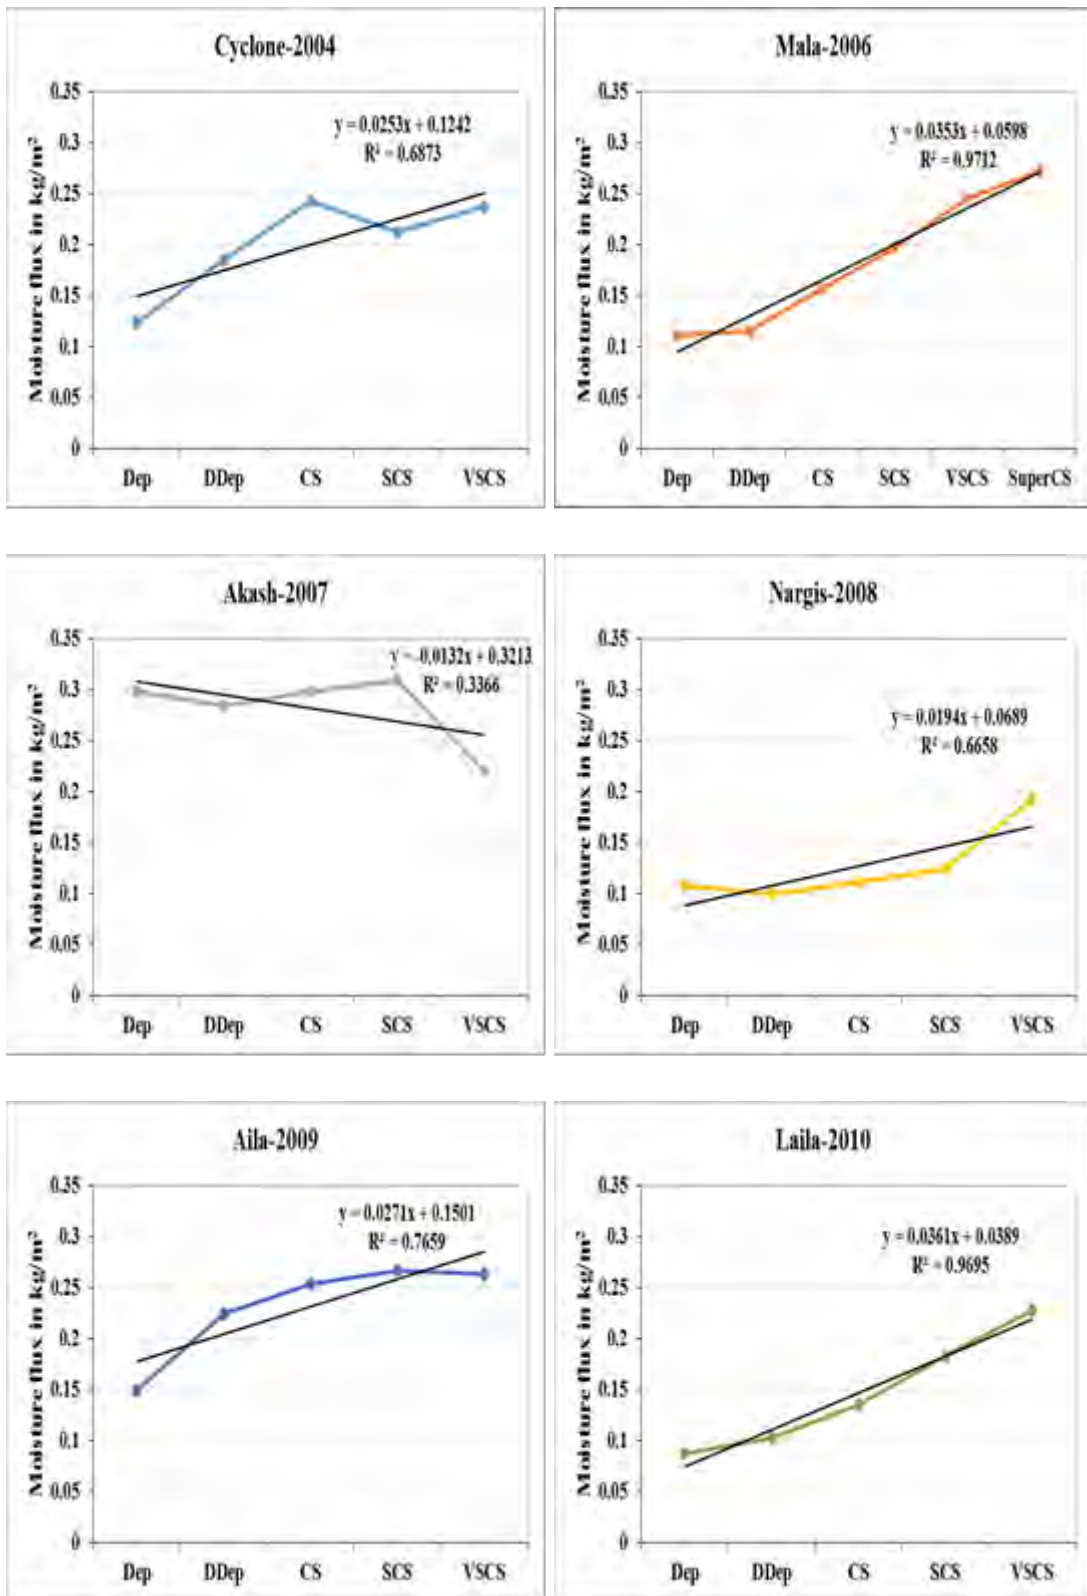 Cyclone-2004
Moisture flux in kg/m²
0.35
0.3
0.25
0.2
0.15
0.1
0.05
0
y = 0.0253x + 0.1242
R² = 0.6873
Dep DDep CS SCS VSCS
Mala-2006
Moisture flux in kg/m²
0.35
0.3
0.25
0.2
0.15
0.1
0.05
0
y = 0.0353x + 0.0598
R² = 0.9712
Dep DDep CS SCS VSCS SuperCS
Akash-2007
Moisture flux in kg/m²
0.35
0.3
0.25
0.2
0.15
0.1
0.05
0
y = -0.0132x + 0.3213
R² = 0.3366
Dep DDep CS SCS VSCS
Nargis-2008
Moisture flux in kg/m²
0.35
0.3
0.25
0.2
0.15
0.1
0.05
0
y = 0.0194x + 0.0689
R² = 0.6658
Dep DDep CS SCS VSCS
Aila-2009
Moisture flux in kg/m²
0.35
0.3
0.25
0.2
0.15
0.1
0.05
0
y = 0.0271x + 0.1501
R² = 0.7659
Dep DDep CS SCS VSCS
Laila-2010
Moisture flux in kg/m²
0.35
0.3
0.25
0.2
0.15
0.1
0.05
0
y = 0.0361x + 0.0389
R² = 0.9695
Dep DDep CS SCS VSCS